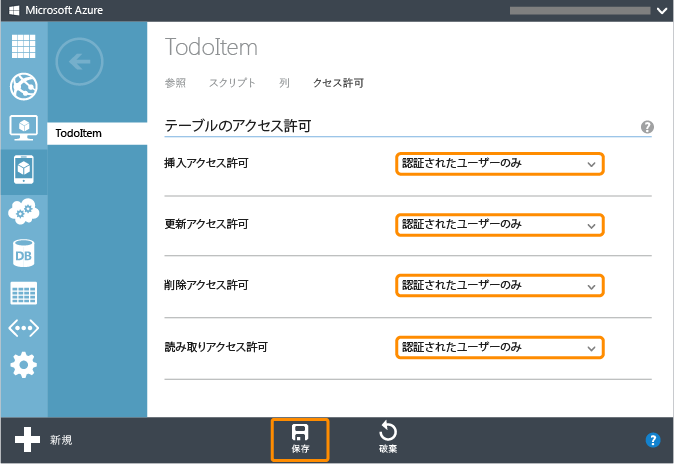 Microsoft Azure
TodoItem
参照 スクリプト 列 クセス許可
TodoItem
テーブルのアクセス許可 ?
挿入アクセス許可 認証されたユーザーのみ
更新アクセス許可 認証されたユーザーのみ
DB
削除アクセス許可 認証されたユーザーのみ
読み取りアクセス許可 認証されたユーザーのみ
新規 保存 破棄 ?